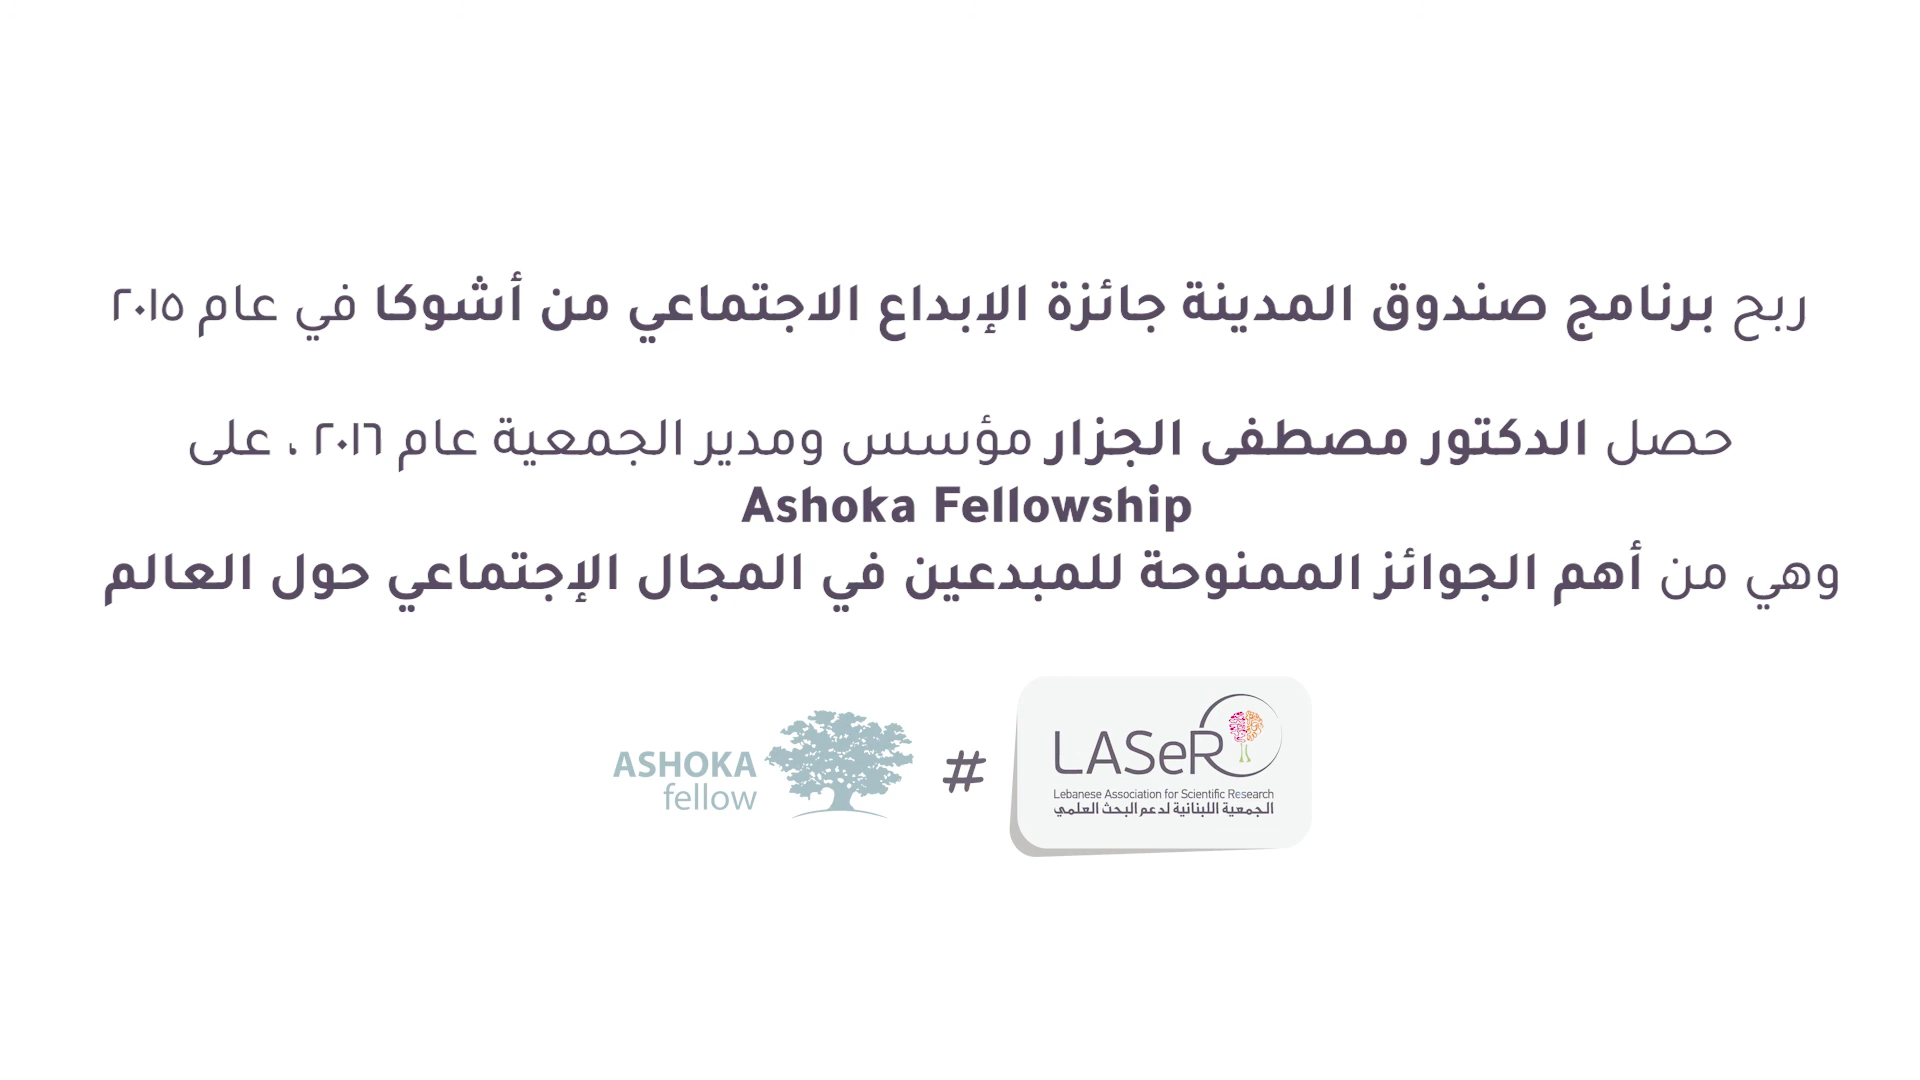 ربح برنامج صندوق المدينة جائزة الإبداع الاجتماعي من أشوكا في عام ٢٠١٥
حصل الدكتور مصطفى الجزار مؤسس ومدير الجمعية عام ٢٠١٦ ، على
Ashoka Fellowship
وهي من أهم الجوائز الممنوحة للمبدعين في المجال الإجتماعي حول العالم
ASHOKA
fellow
#
LASeR
Lebanese Association for Scientific Research
الجمعية اللبنانية لدعم البحث العلمي